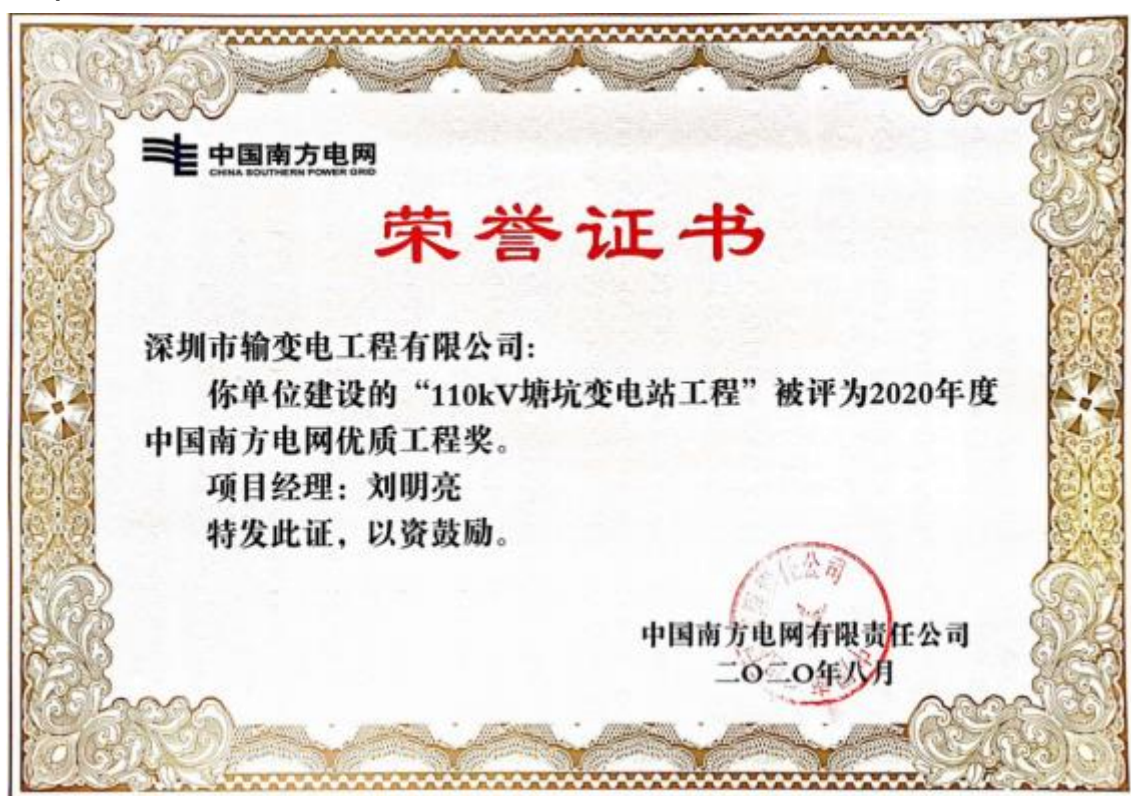 中国南方电网
CHINA SOUTHERN POWER GRID
荣誉证书
深圳市输变电工程有限公司:
你单位建设的“110kV塘坑变电站工程”被评为2020年度
中国南方电网优质工程奖。
项目经理：刘明亮
特发此证，以资鼓励。
中国南方电网有限责任公司
二〇二〇年八月